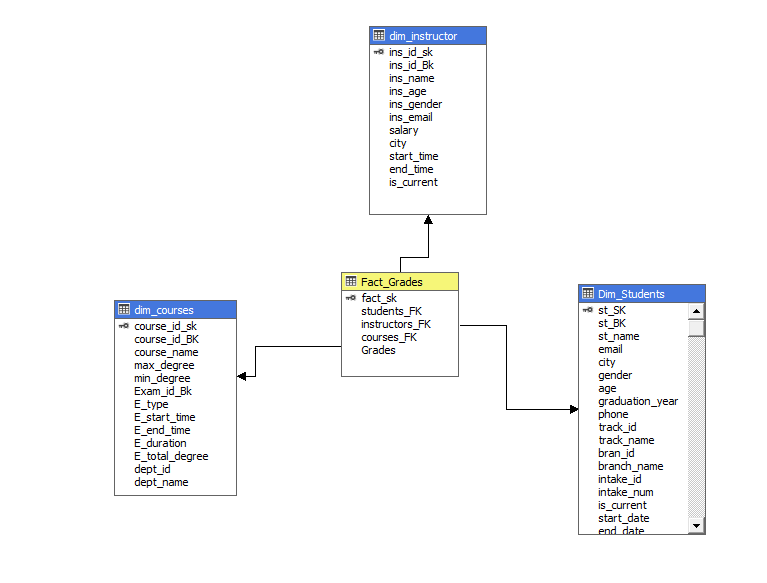 dim_instructor
ins_id_sk
ins_id_Bk
ins_name
ins_age
ins_gender
ins_email
salary
city
start_time
end_time
is_current
Fact_Grades
fact_sk
students_FK
instructors_FK
courses_FK
Grades
dim_courses
course_id_sk
course_id_BK
course_name
max_degree
min_degree
Exam_id_Bk
E_type
E_start_time
E_end_time
E_duration
E_total_degree
dept_id
dept_name
Dim_Students
st_SK
st_BK
st_name
email
city
gender
age
graduation_year
phone
track_id
track_name
bran_id
branch_name
intake_id
intake_num
is_current
start_date
end_date